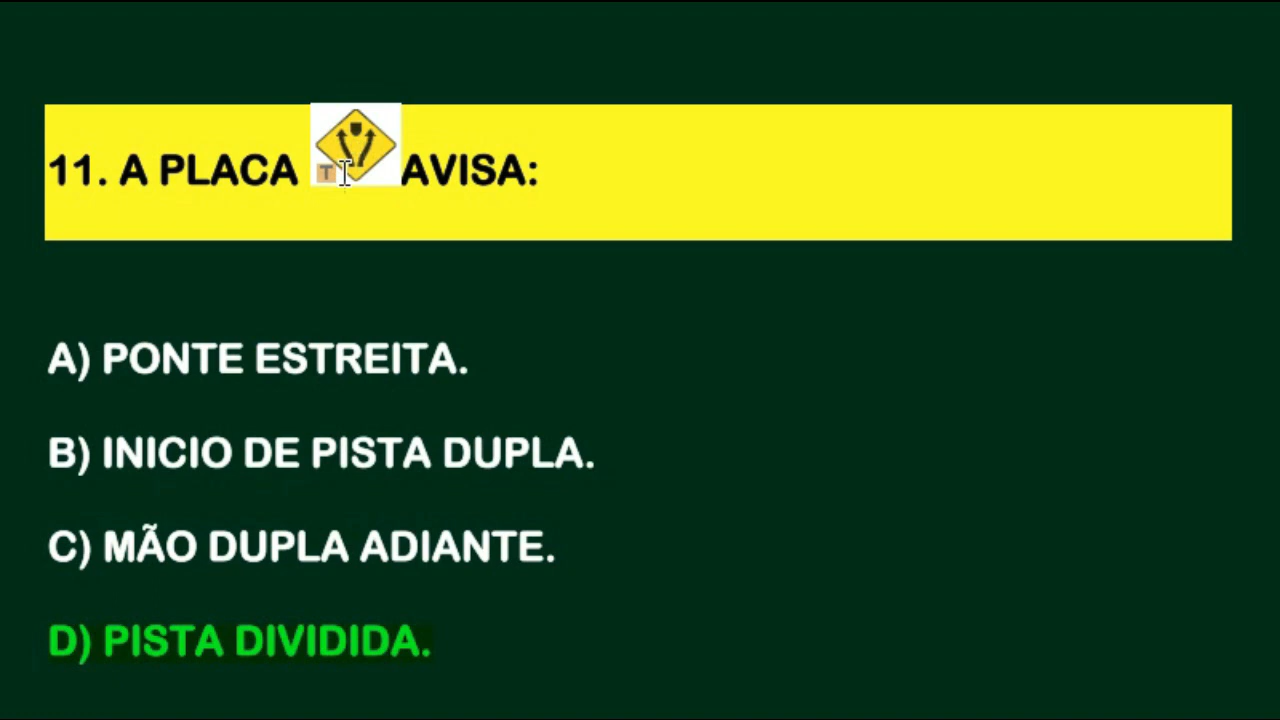 11. A PLACA AVISA:
T
A) PONTE ESTREITA.
B) INICIO DE PISTA DUPLA.
C) MÃO DUPLA ADIANTE.
D) PISTA DIVIDIDA.